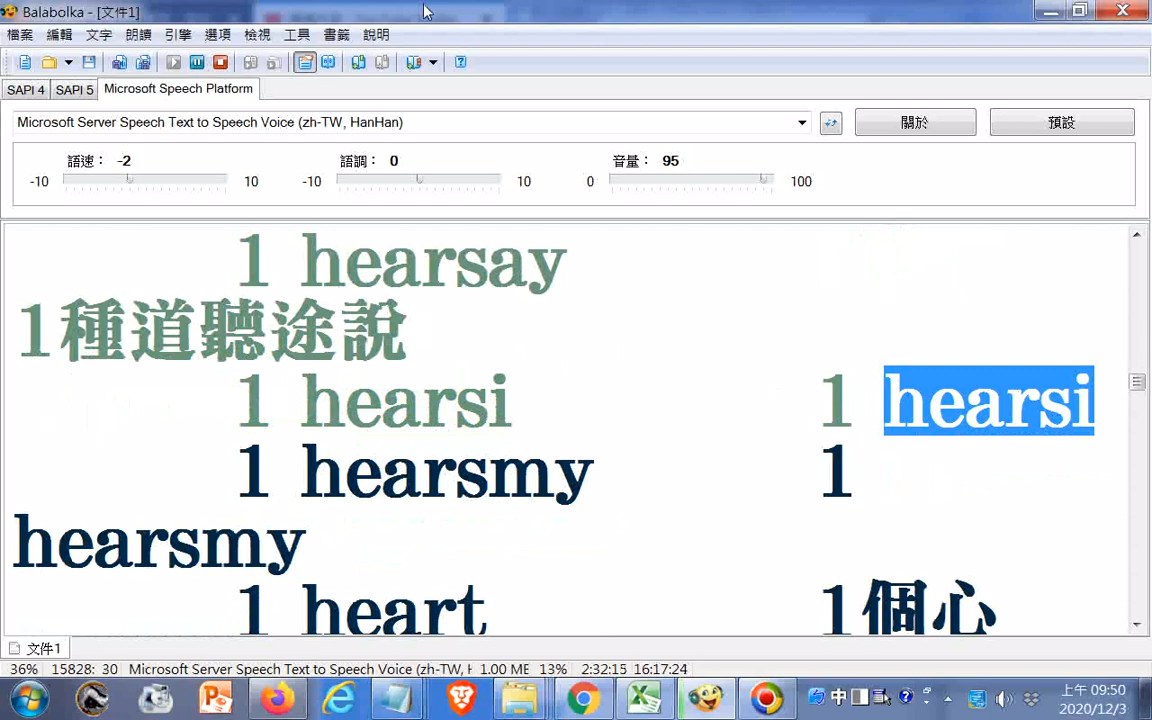 Balabolka - [文件1]
檔案 編輯 文字 朗讀 引擎 選項 檢視 工具 書籤 說明
SAPI 4 SAPI 5 Microsoft Speech Platform
Microsoft Server Speech Text to Speech Voice (zh-TW, HanHan) 關於 預設
語速： -2 語調： 0 音量： 95
-10 10 -10 10 0 100
1 hearsay
1種道聽途說
1 hearsi 1 hearsi
1 hearsmy 1
hearsmy
1 heart 1個心
文件1
36% 15828: 30 Microsoft Server Speech Text to Speech Voice (zh-TW, 1.00 ME 13% 2:32:15 16:17:24
中 上午 09:50
2020/12/3